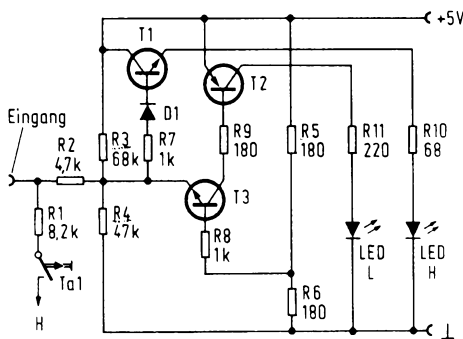 T1
+5V
T2
D1
Eingang
R2
4,7k
R3
68k
R7
1k
R9
180
R5
180
R11
220
R10
68
T3
R1
8,2k
R4
47k
R8
1k
Ta1
H
R6
180
LED
L
LED
H